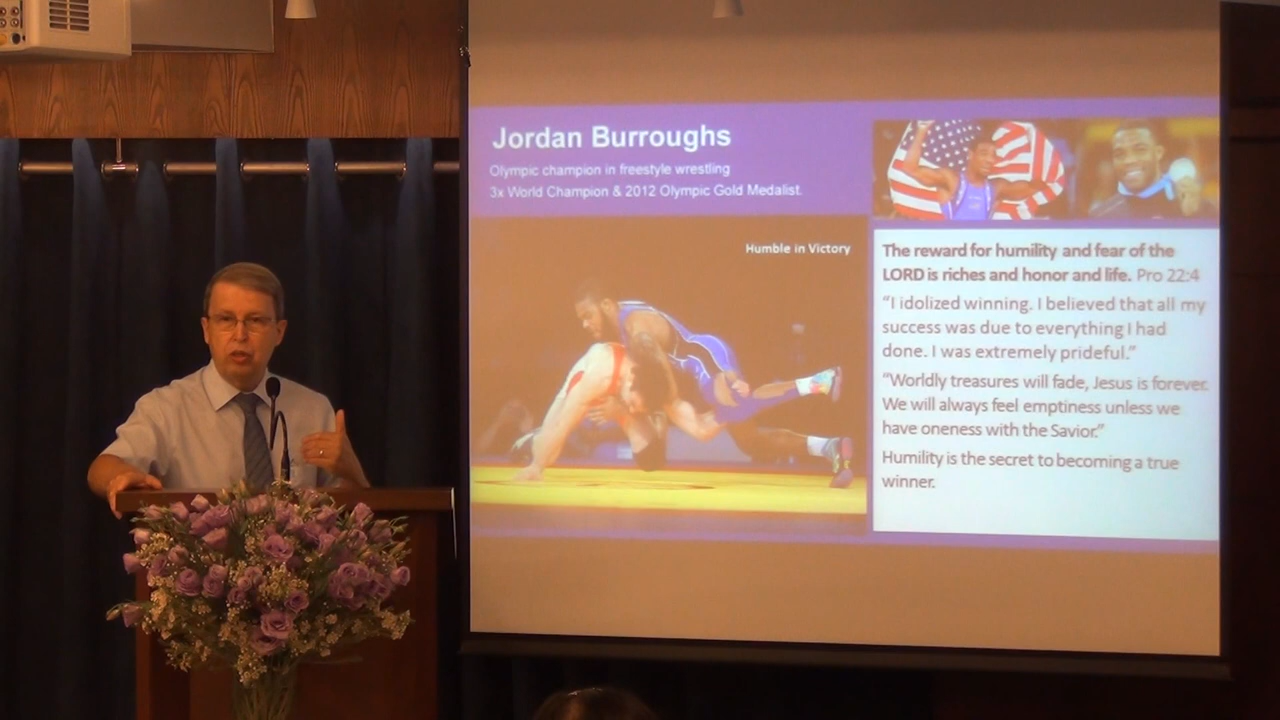 Jordan Burroughs
Olympic champion in freestyle wrestling
3x World Champion & 2012 Olympic Gold Medalist.
Humble in Victory
The reward for humility and fear of the
LORD is riches and honor and life. Pro 22:4
“I idolized winning. I believed that all my
success was due to everything I had
done. I was extremely prideful.”
“Worldly treasures will fade, Jesus is forever.
We will always feel emptiness unless we
have oneness with the Savior.”
Humility is the secret to becoming a true
winner.